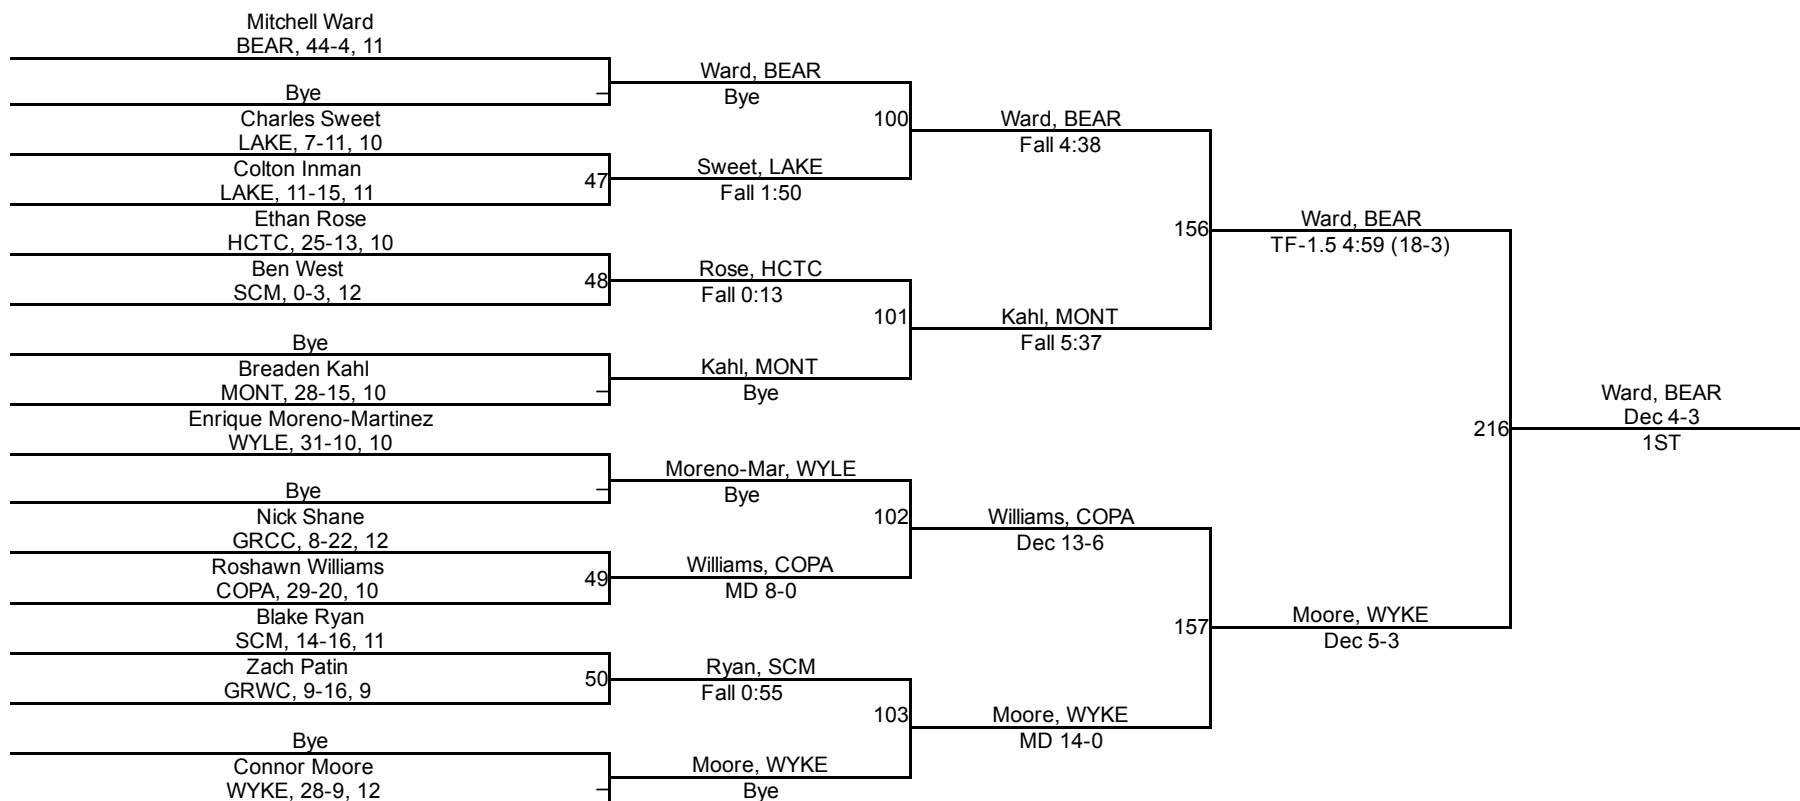 Mitchell Ward
BEAR, 44-4, 11
Bye
Charles Sweet
LAKE, 7-11, 10
Colton Inman
LAKE, 11-15, 11
Ethan Rose
HCTC, 25-13, 10
Ben West
SCM, 0-3, 12
Bye
Breaden Kahl
MONT, 28-15, 10
Enrique Moreno-Martinez
WYLE, 31-10, 10
Bye
Nick Shane
GRCC, 8-22, 12
Roshawn Williams
COPA, 29-20, 10
Blake Ryan
SCM, 14-16, 11
Zach Patin
GRWC, 9-16, 9
Bye
Connor Moore
WYKE, 28-9, 12
–
47
48
–
–
49
50
–
Ward, BEAR
Bye
Sweet, LAKE
Fall 1:50
Rose, HCTC
Fall 0:13
Kahl, MONT
Bye
Moreno-Mar, WYLE
Bye
Williams, COPA
MD 8-0
Ryan, SCM
Fall 0:55
Moore, WYKE
Bye
100
101
102
103
Ward, BEAR
Fall 4:38
Kahl, MONT
Fall 5:37
Williams, COPA
Dec 13-6
Moore, WYKE
MD 14-0
156
157
Ward, BEAR
TF-1.5 4:59 (18-3)
Moore, WYKE
Dec 5-3
216
Ward, BEAR
Dec 4-3
1ST